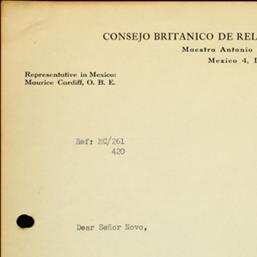 CONSEJO BRITANICO DE REL
Maestro Antonio
Mexico 4,
Representative in Mexico:
Maurice Cardiff, O. B. E.
Ref: MC/261
420
Dear Señor Novo,